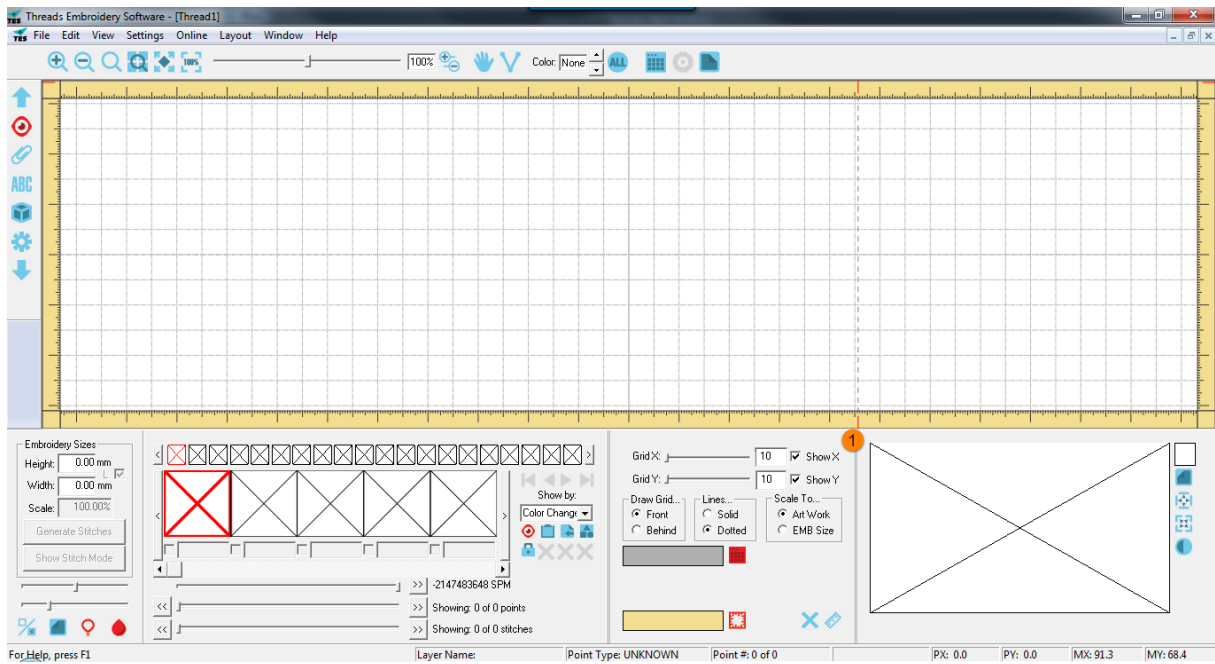 TES Threads Embroidery Software - [Thread1]
TES File Edit View Settings Online Layout Window Help
100% 100% Color: None ALL
ABC
Embroidery Sizes
Height: 0.00 mm
L
Width: 0.00 mm
Scale: 100.00%
Generate Stitches
Show Stitch Mode
< >
< >
Show by:
Color Change
>> -2147483648 SPM
<< >> Showing: 0 of 0 points
<< >> Showing: 0 of 0 stitches
1
Grid X: 10 Show X
Grid Y: 10 Show Y
Draw Grid... Lines... Scale To...
Front Solid Art Work
Behind Dotted EMB Size
For Help, press F1 Layer Name: Point Type: UNKNOWN Point #: 0 of 0 PX: 0.0 PY: 0.0 MX: 91.3 MY: 68.4